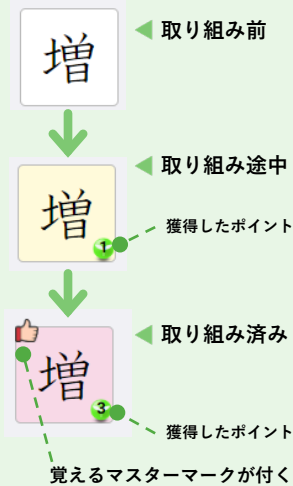 増
取り組み前
増
取り組み途中
1
獲得したポイント
増
取り組み済み
3
獲得したポイント
覚えるマスターマークが付く